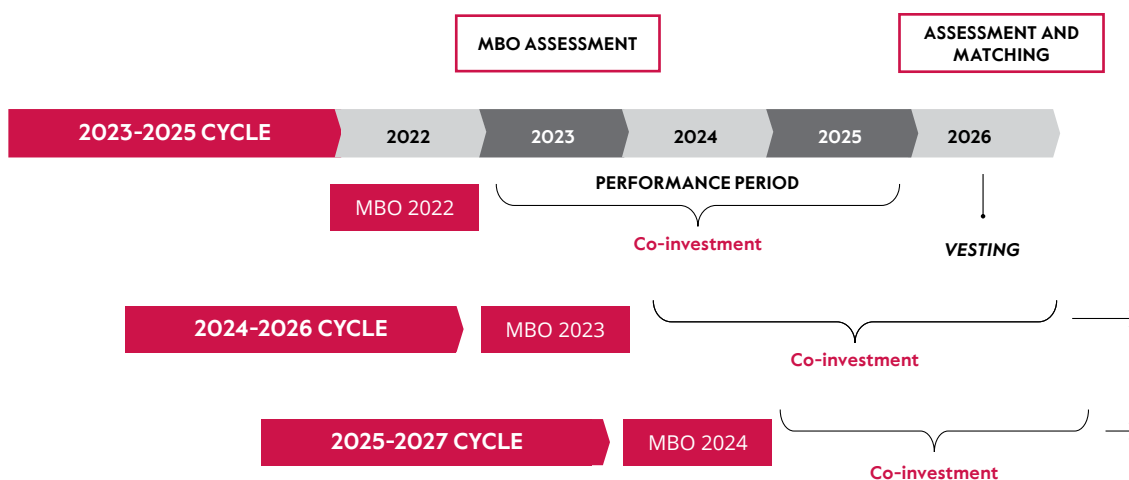 MBO ASSESSMENT
ASSESSMENT AND
MATCHING
2023-2025 CYCLE
2022
2023
2024
2025
2026
MBO 2022
PERFORMANCE PERIOD
Co-investment
VESTING
2024-2026 CYCLE
MBO 2023
Co-investment
2025-2027 CYCLE
MBO 2024
Co-investment